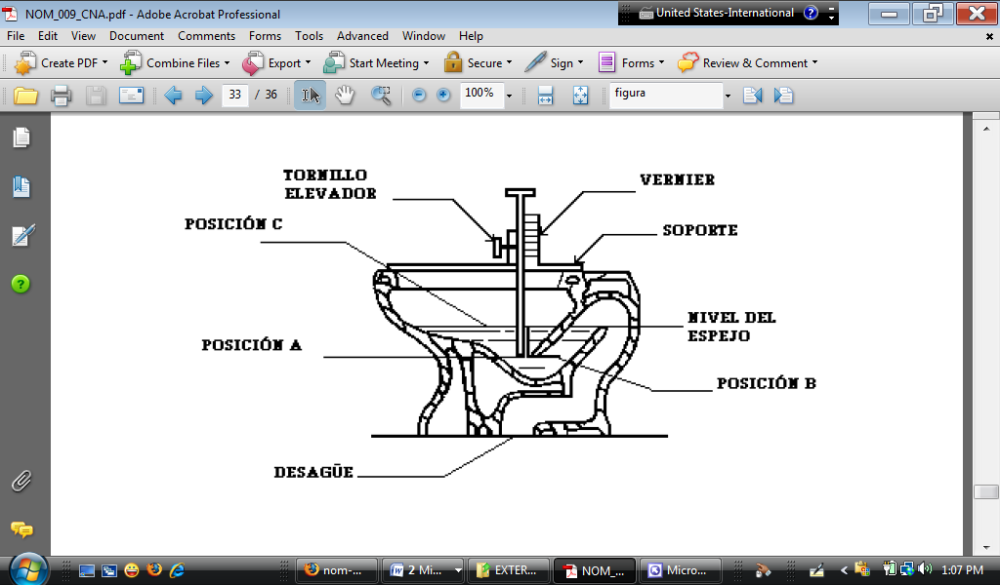 NOM_009_CNA.pdf - Adobe Acrobat Professional
United States-International
File Edit View Document Comments Forms Tools Advanced Window Help
Create PDF Combine Files Export Start Meeting Secure Sign Forms Review & Comment
33 / 36 100% figura
TORNILLO
ELEVADOR
VERNIER
POSICIÓN C
SOPORTE
NIVEL DEL
ESPEJO
POSICIÓN A
POSICIÓN B
DESAGÜE
nom-... 2 Mi... EXTER... NOM_... Micro... 1:07 PM